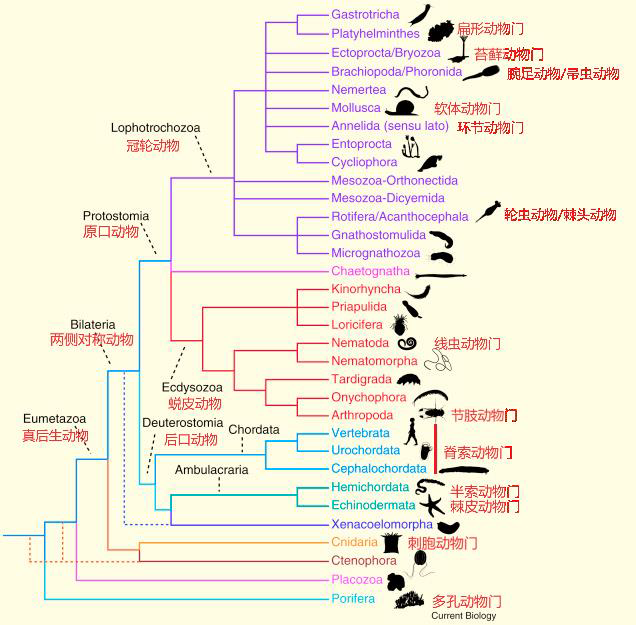 Gastrotricha
Platyhelminthes 扁形动物门
Ectoprocta/Bryozoa 苔藓动物门
Brachiopoda/Phoronida 腕足动物/帚虫动物
Nemertea
Mollusca 软体动物门
Annelida (sensu lato) 环节动物门
Lophotrochozoa
冠轮动物
Entoprocta
Cycliophora
Mesozoa-Orthonectida
Mesozoa-Dicyemida
Protostomia
原口动物
Rotifera/Acanthocephala 轮虫动物/棘头动物
Gnathostomulida
Micrognathozoa
Chaetognatha
Kinorhyncha
Priapulida
Loricifera
Bilateria
两侧对称动物
Nematoda 线虫动物门
Nematomorpha
Tardigrada
Ecdysozoa
蜕皮动物
Onychophora
Arthropoda 节肢动物门
Eumetazoa
真后生动物
Deuterostomia
后口动物
Chordata
Vertebrata
Urochordata 脊索动物门
Cephalochordata
Ambulacraria
Hemichordata 半索动物门
Echinodermata 棘皮动物门
Xenacoelomorpha
Cnidaria 刺胞动物门
Ctenophora
Placozoa
Porifera 多孔动物门
Current Biology